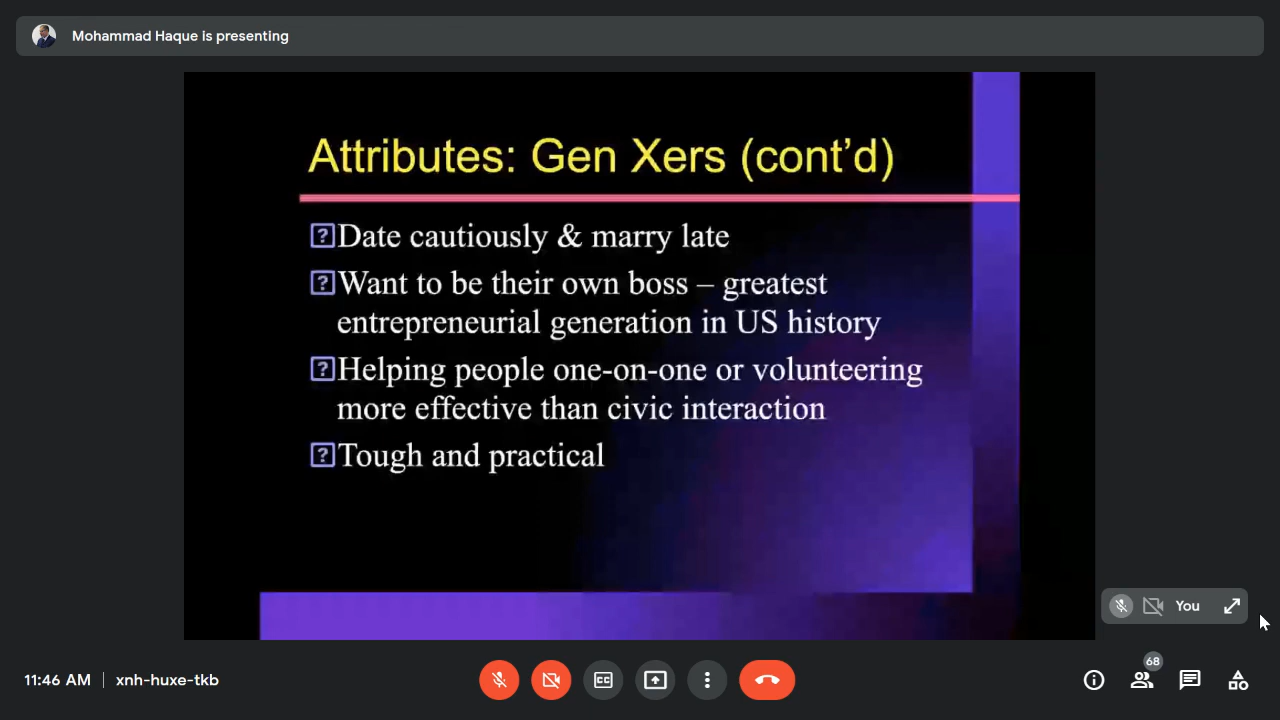 Mohammad Haque is presenting
Attributes: Gen Xers (cont’d)
Date cautiously & marry late
Want to be their own boss – greatest
entrepreneurial generation in US history
Helping people one-on-one or volunteering
more effective than civic interaction
Tough and practical
You
11:46 AM | xnh-huxe-tkb
CC
68